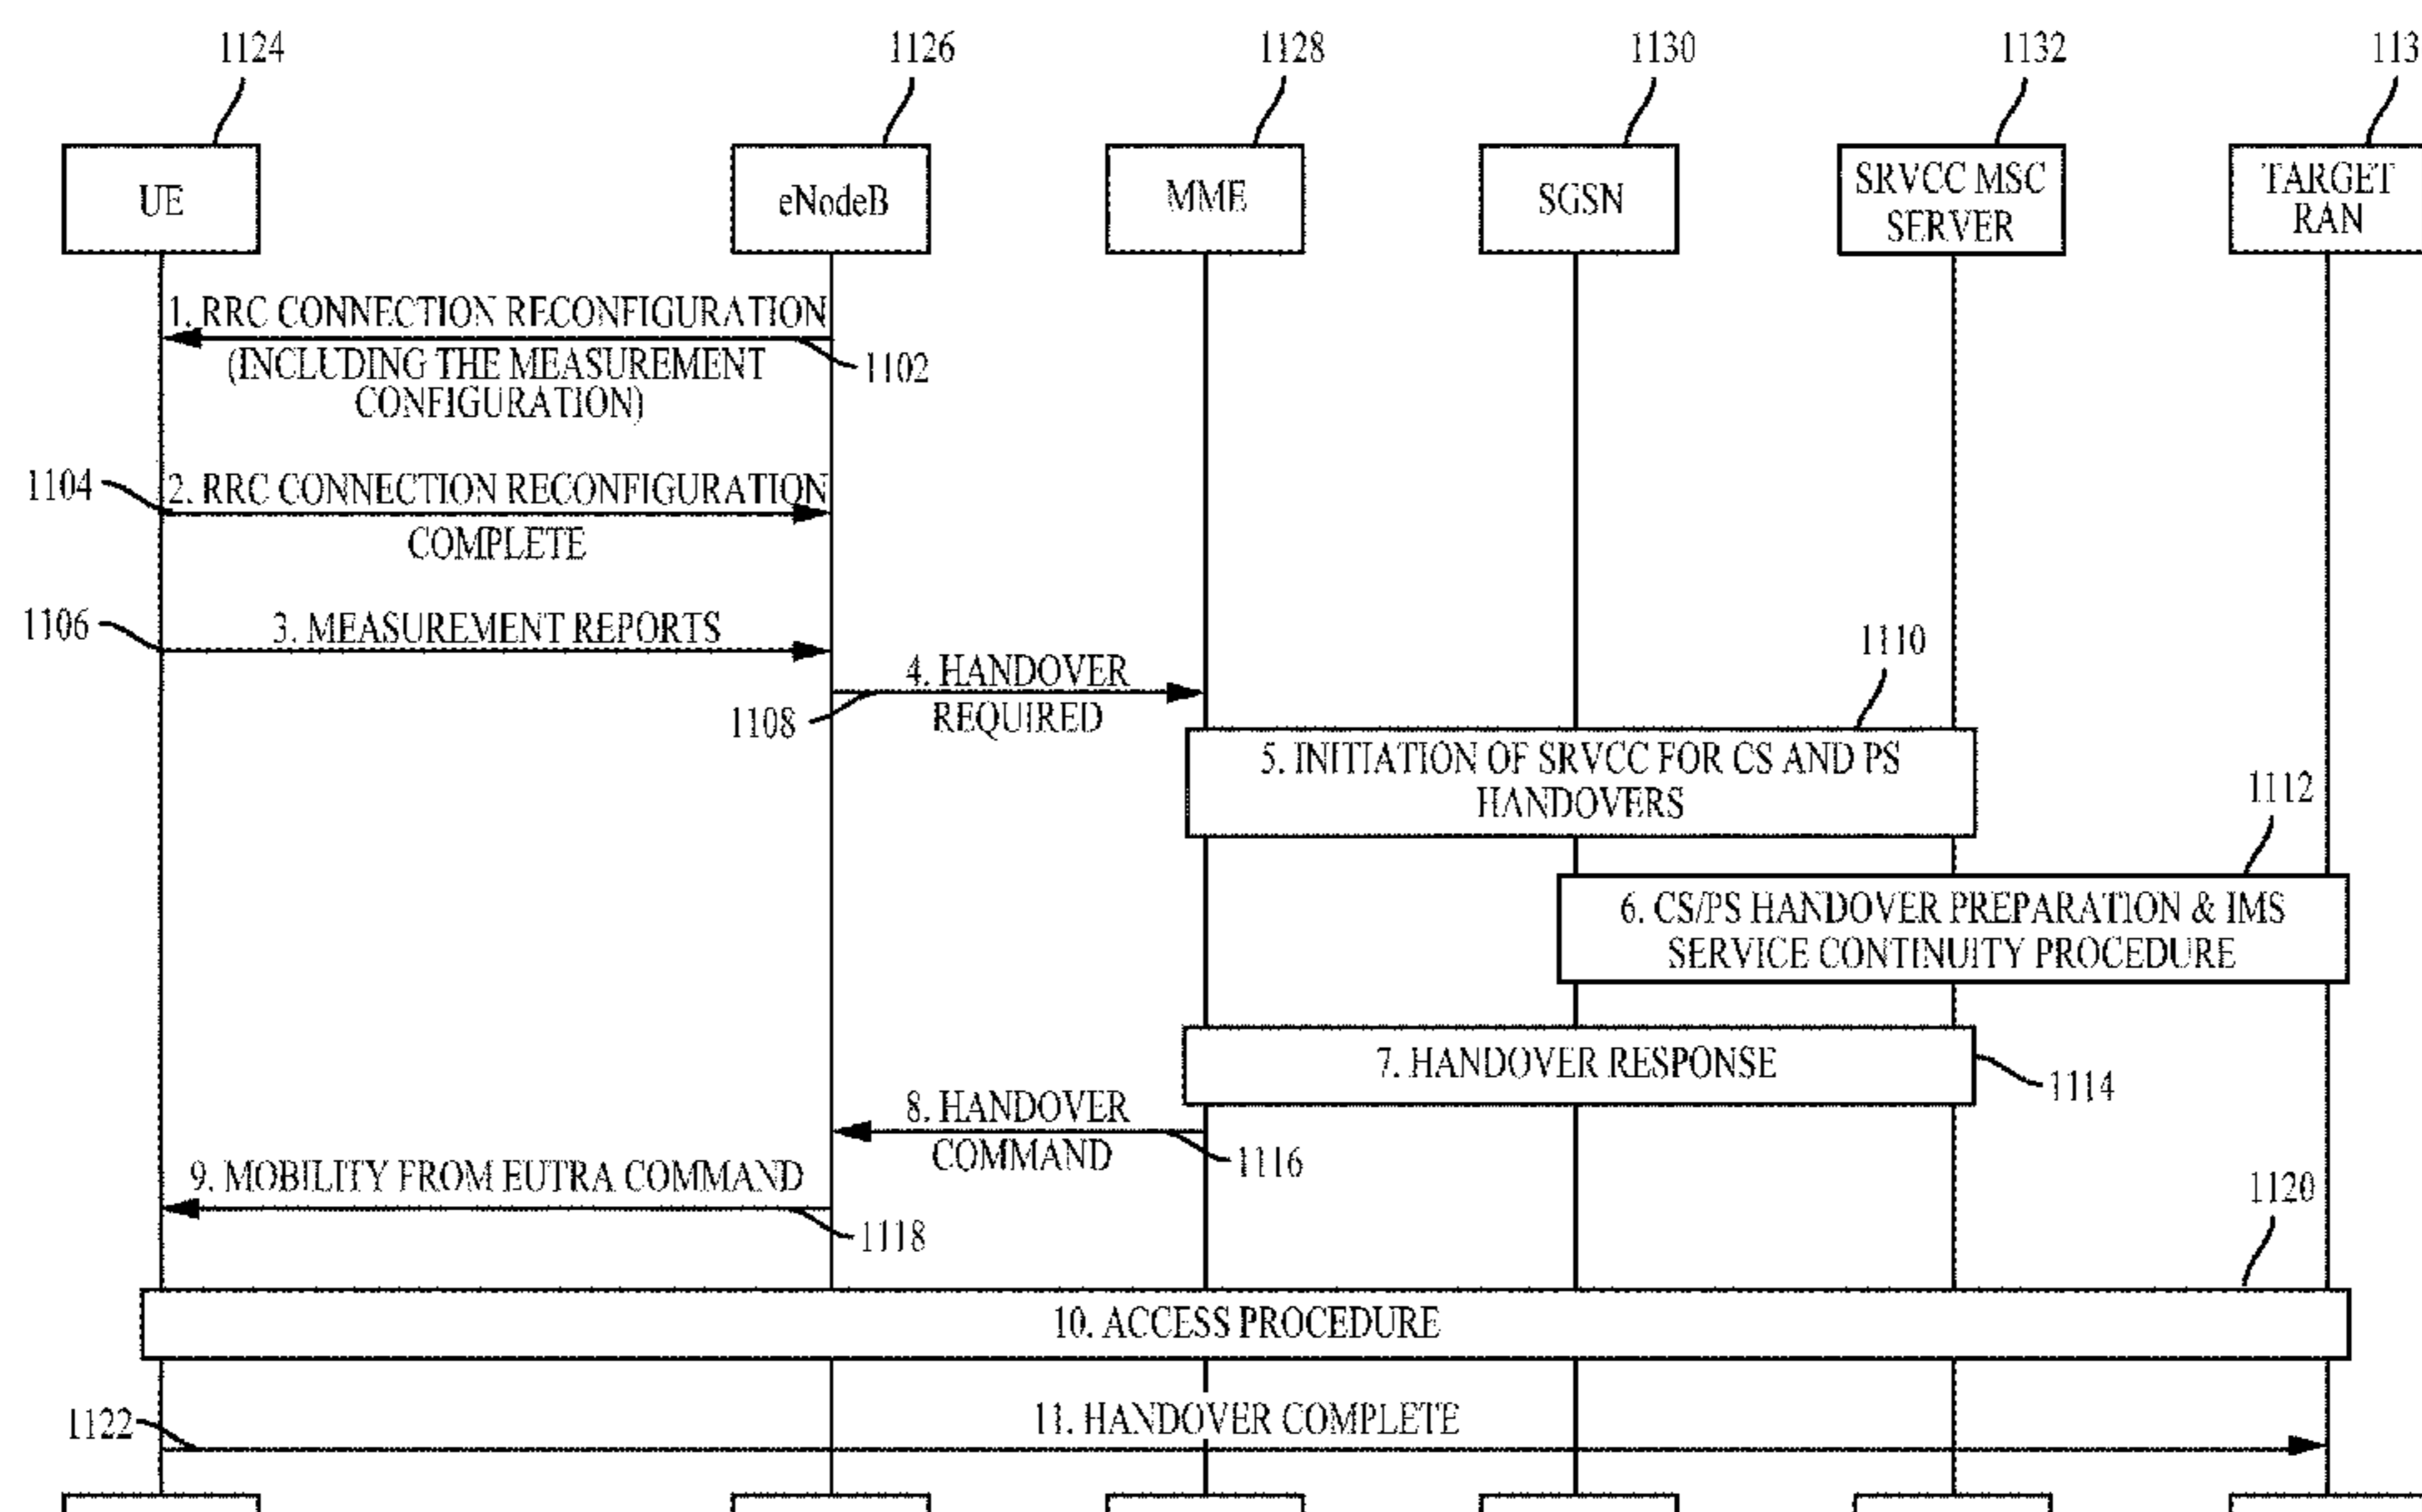 1124
1126
1128
1130
1132
113
UE
eNodeB
MME
SGSN
SRVCC MSC
SERVER
TARGET
RAN
1. RRC CONNECTION RECONFIGURATION
(INCLUDING THE MEASUREMENT
CONFIGURATION)
1102
1104
2. RRC CONNECTION RECONFIGURATION
COMPLETE
1106
3. MEASUREMENT REPORTS
4. HANDOVER
REQUIRED
1108
1110
5. INITIATION OF SRVCC FOR CS AND PS
HANDOVERS
1112
6. CS/PS HANDOVER PREPARATION & IMS
SERVICE CONTINUITY PROCEDURE
7. HANDOVER RESPONSE
1114
8. HANDOVER
COMMAND
1116
9. MOBILITY FROM EUTRA COMMAND
1118
1120
10. ACCESS PROCEDURE
1122
11. HANDOVER COMPLETE